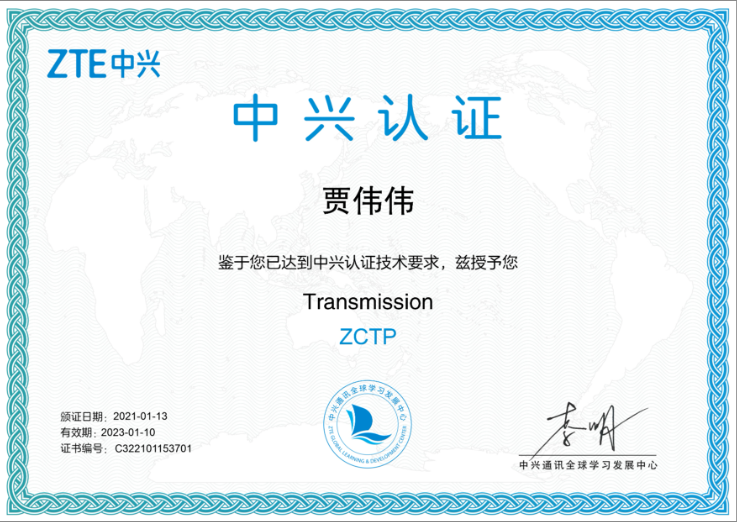 ZTE中兴
中兴认证
贾伟伟
鉴于您已达到中兴认证技术要求，兹授予您
Transmission
ZCTP
中兴通讯全球学习发展中心
ZTE GLOBAL LEARNING & DEVELOPMENT CENTER
颁证日期：2021-01-13
有效期：2023-01-10
证书编号：C322101153701
李明
中兴通讯全球学习发展中心